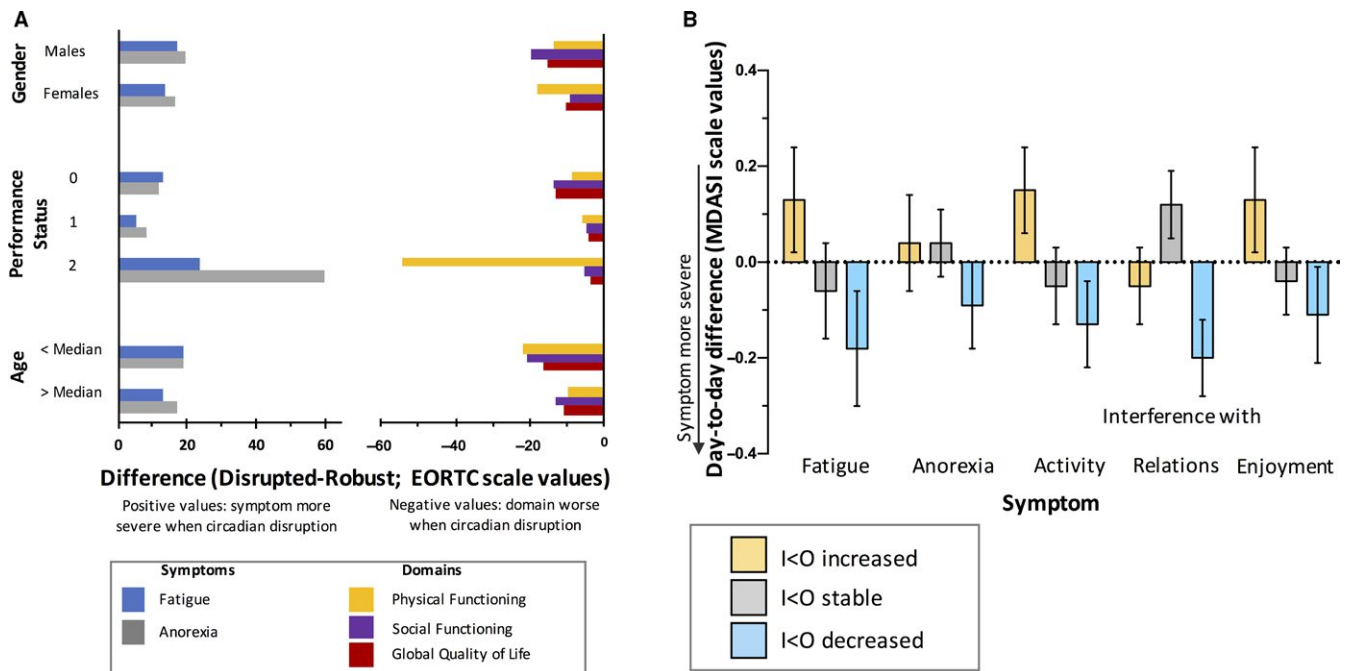 A
Gender
Males
Females
Performance
Status
0
1
2
Age
< Median
> Median
0 20 40 60
–60 –40 –20 0
Difference (Disrupted-Robust; EORTC scale values)
Positive values: symptom more
severe when circadian disruption
Negative values: domain worse
when circadian disruption
Symptoms
Fatigue
Anorexia
Domains
Physical Functioning
Social Functioning
Global Quality of Life
B
Symptom more severe
Day-to-day difference (MDASI scale values)
0.4
0.2
0.0
–0.2
–0.4
Interference with
Fatigue Anorexia Activity Relations Enjoyment
Symptom
I<O increased
I<O stable
I<O decreased